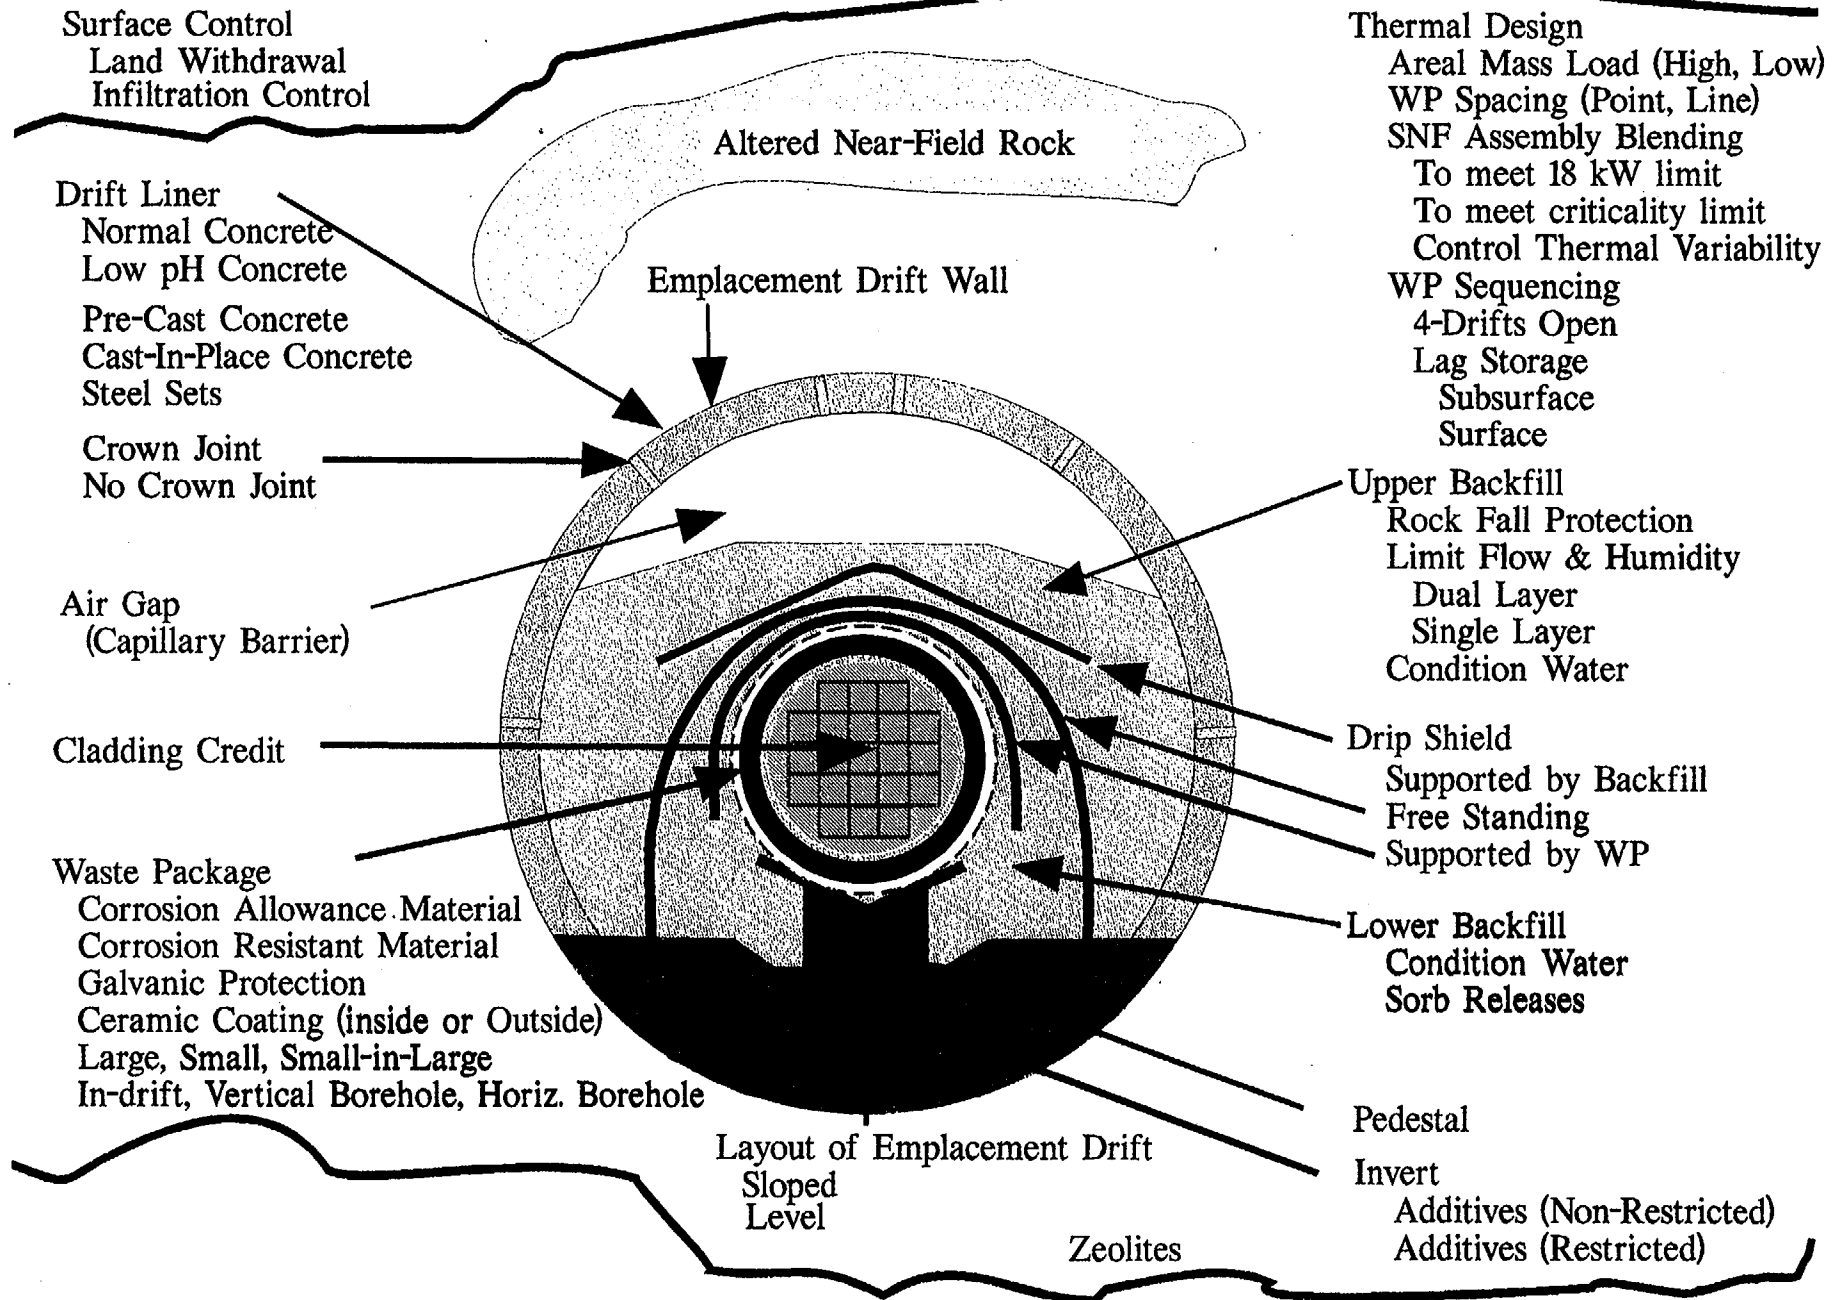 Surface Control
Land Withdrawal
Infiltration Control
Altered Near-Field Rock
Drift Liner
Normal Concrete
Low pH Concrete
Pre-Cast Concrete
Cast-In-Place Concrete
Steel Sets
Crown Joint
No Crown Joint
Emplacement Drift Wall
Air Gap
(Capillary Barrier)
Cladding Credit
Waste Package
Corrosion Allowance Material
Corrosion Resistant Material
Galvanic Protection
Ceramic Coating (inside or Outside)
Large, Small, Small-in-Large
In-drift, Vertical Borehole, Horiz. Borehole
Layout of Emplacement Drift
Sloped
Level
Zeolites
Thermal Design
Areal Mass Load (High, Low)
WP Spacing (Point, Line)
SNF Assembly Blending
To meet 18 kW limit
To meet criticality limit
Control Thermal Variability
WP Sequencing
4-Drifts Open
Lag Storage
Subsurface
Surface
Upper Backfill
Rock Fall Protection
Limit Flow & Humidity
Dual Layer
Single Layer
Condition Water
Drip Shield
Supported by Backfill
Free Standing
Supported by WP
Lower Backfill
Condition Water
Sorb Releases
Pedestal
Invert
Additives (Non-Restricted)
Additives (Restricted)